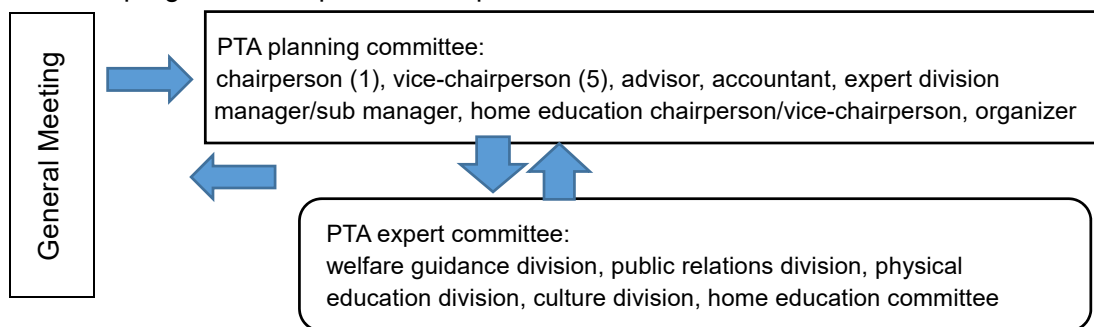 General Meeting
PTA planning committee:
chairperson (1), vice-chairperson (5), advisor, accountant, expert division
manager/sub manager, home education chairperson/vice-chairperson, organizer
PTA expert committee:
welfare guidance division, public relations division, physical
education division, culture division, home education committee